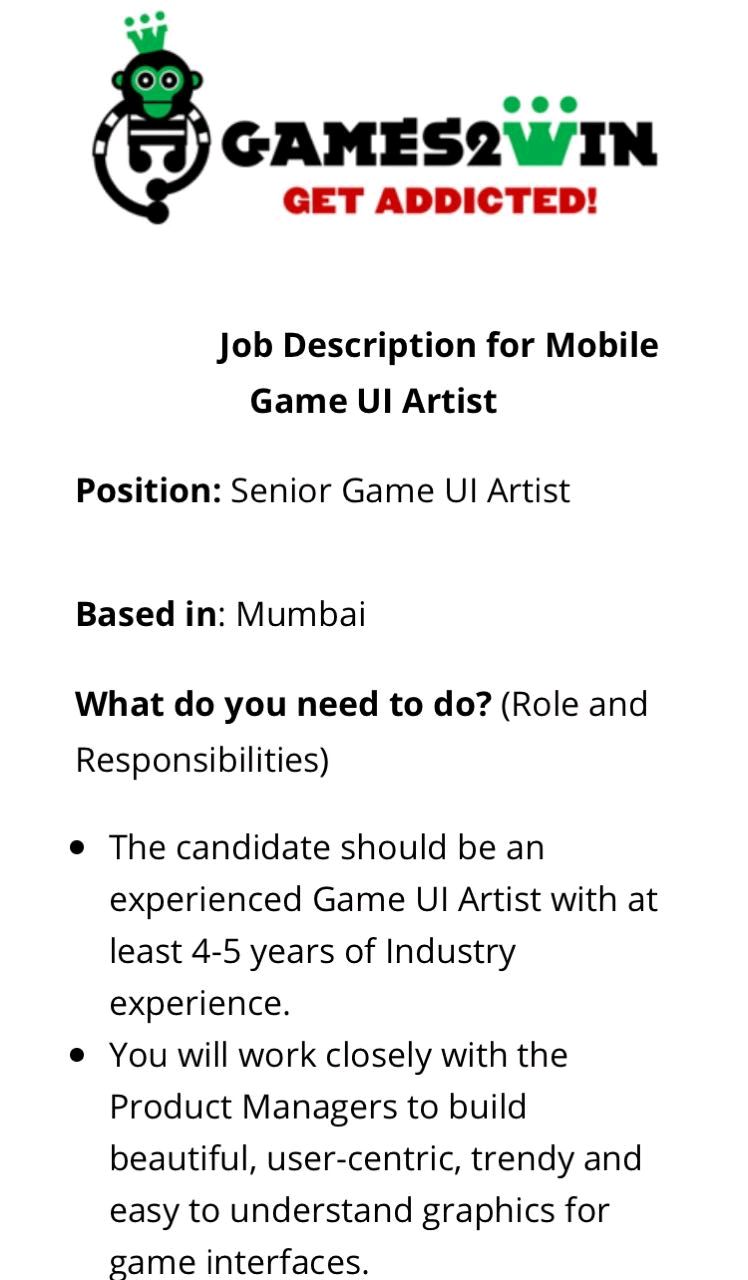 GAMES2WIN
GET ADDICTED!
Job Description for Mobile
Game UI Artist
Position: Senior Game UI Artist
Based in: Mumbai
What do you need to do? (Role and
Responsibilities)
• The candidate should be an
experienced Game UI Artist with at
least 4-5 years of Industry
experience.
• You will work closely with the
Product Managers to build
beautiful, user-centric, trendy and
easy to understand graphics for
game interfaces.